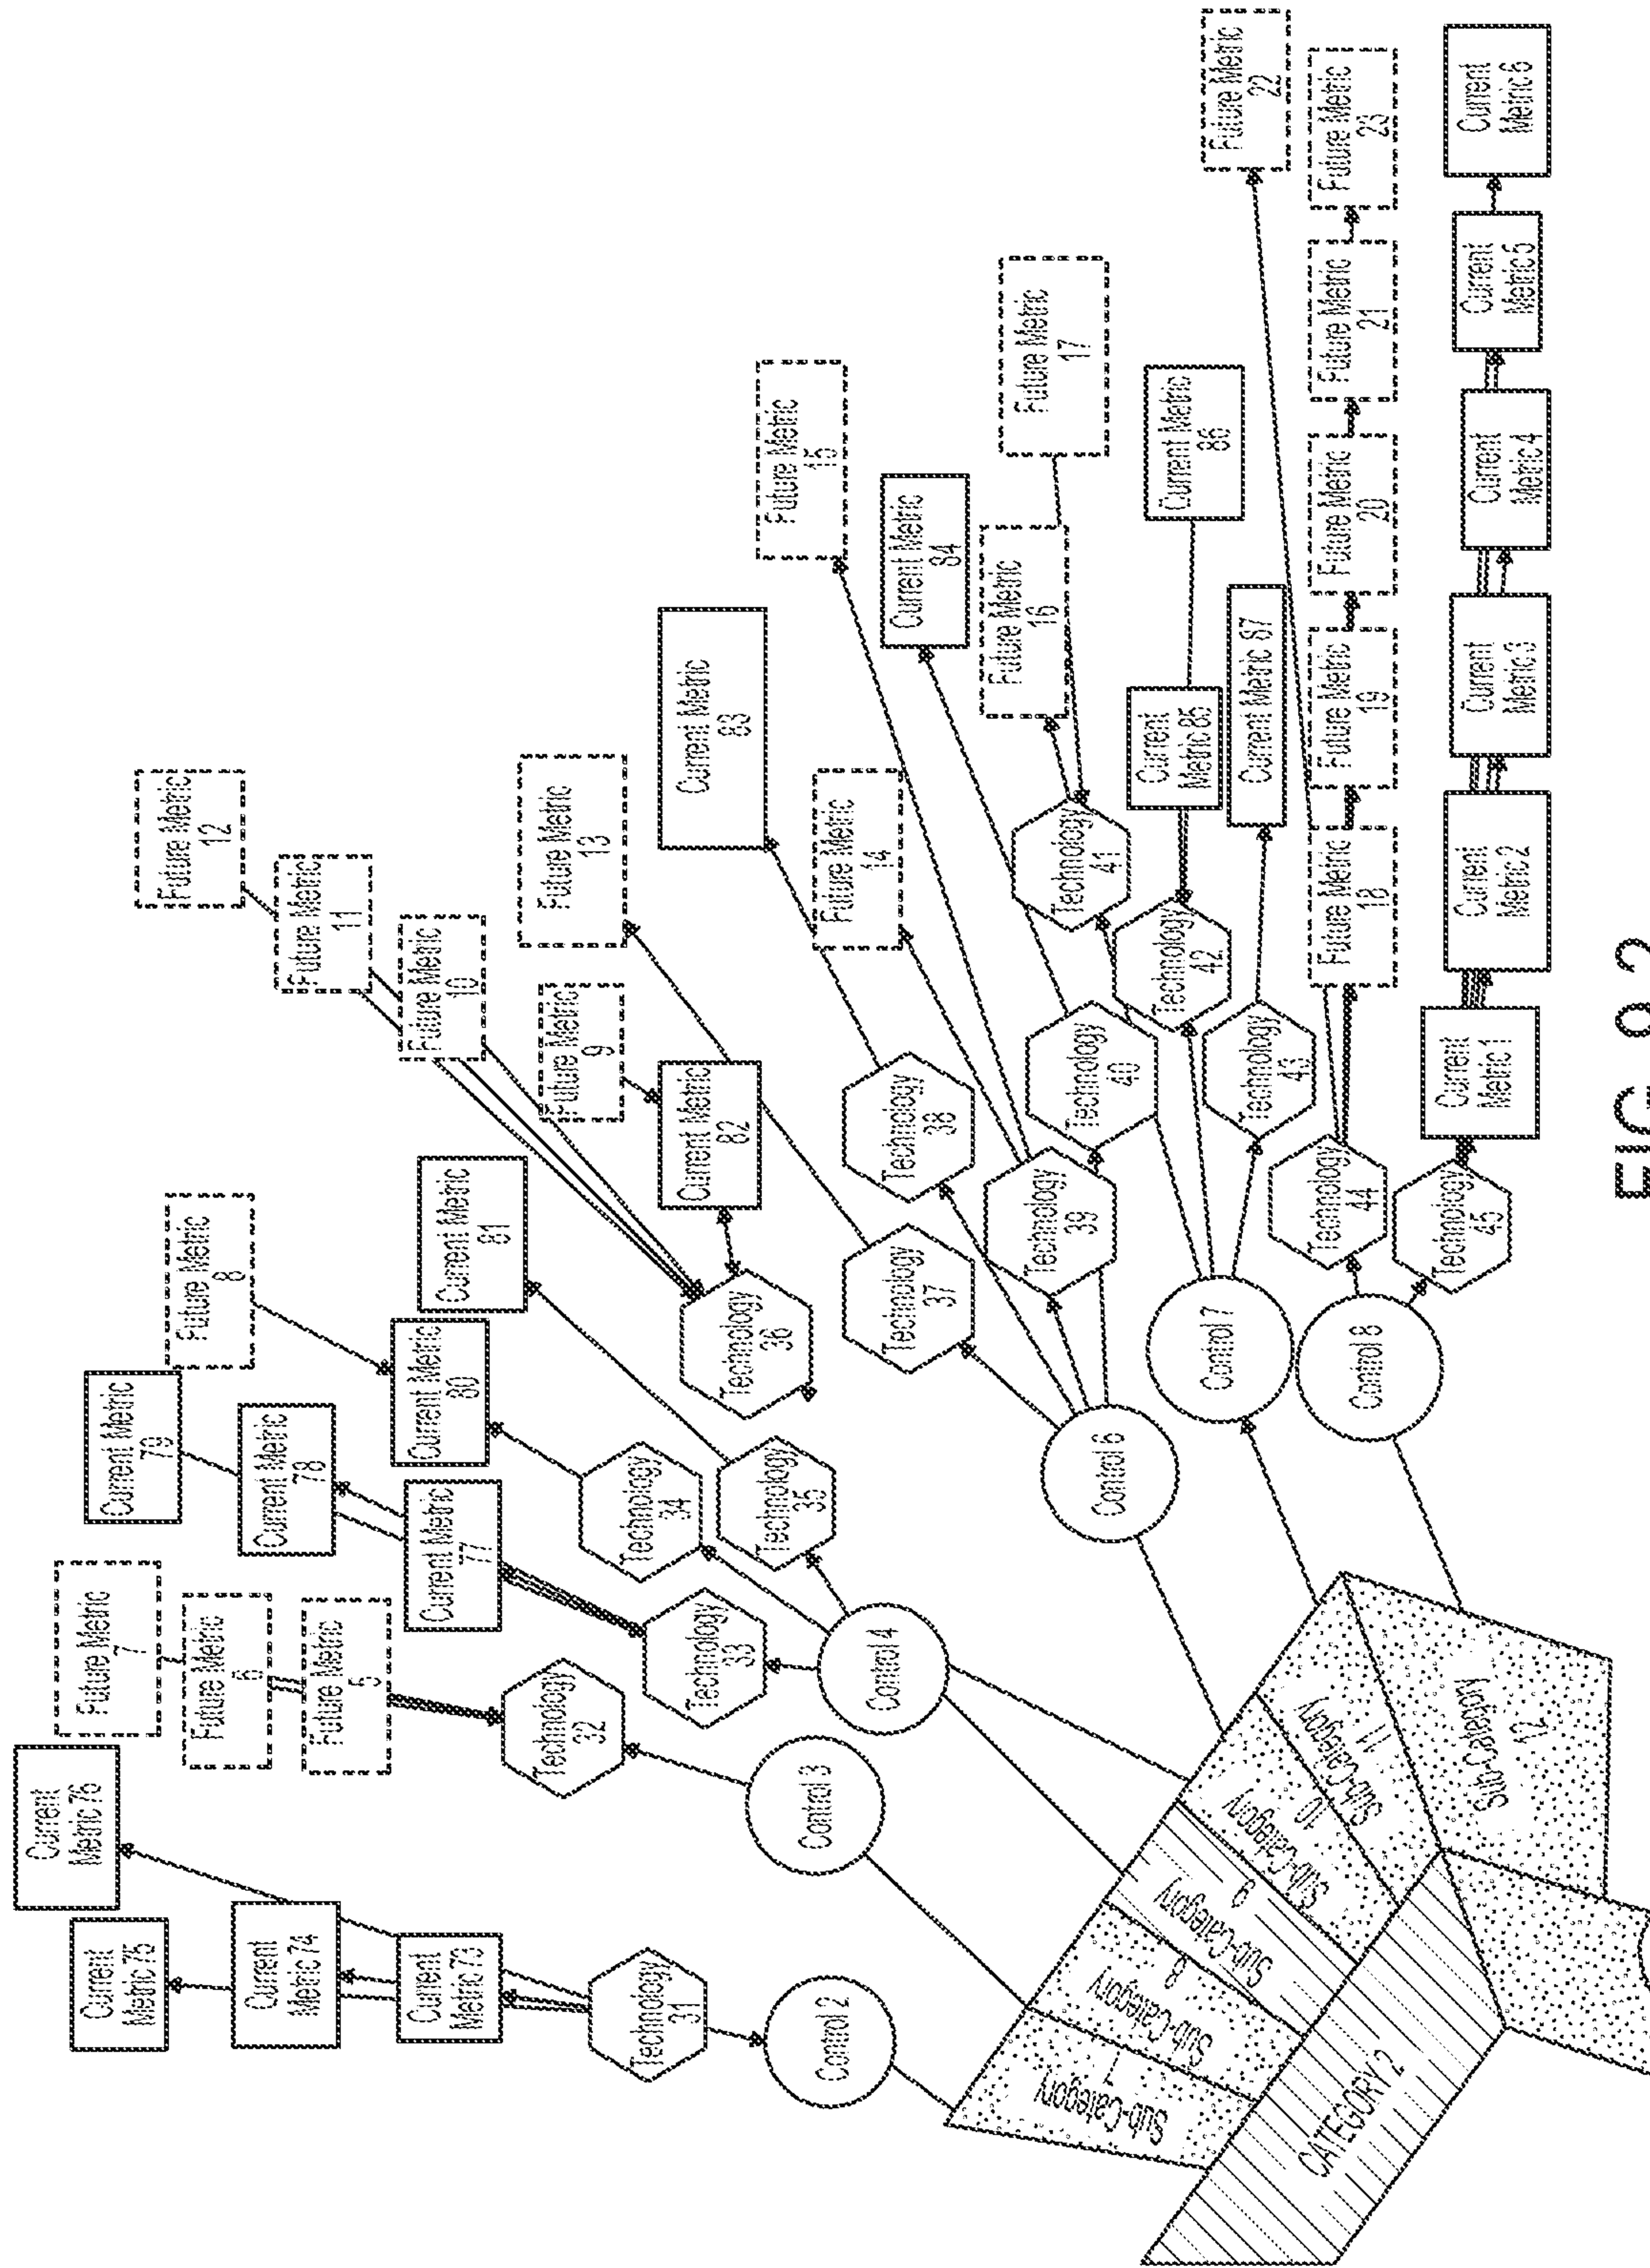 Current
Metric 75
Current
Metric 76
Future Metric
7
Current Metric
79
Future Metric
12
Current
Metric 74
Future Metric
6
Current Metric
78
Future Metric
8
Future Metric
11
Current
Metric 73
Future Metric
5
Current Metric
77
Current Metric
80
Current Metric
81
Future Metric
10
Technology
31
Technology
32
Technology
33
Technology
34
Technology
35
Technology
36
Current Metric
82
Future Metric
9
Future Metric
13
Control 2
Control 3
Control 4
Technology
37
Technology
38
Current Metric
83
Future Metric
14
Future Metric
15
Current Metric
84
Control 6
Technology
39
Technology
40
Technology
41
Future Metric
16
Future Metric
17
Sub-Category
7
Sub-Category
8
Sub-Category
9
Sub-Category
10
Sub-Category
11
Sub-Category
12
CATEGORY 2
Control 7
Technology
42
Current
Metric 85
Current Metric
86
Technology
43
Current Metric 87
Future Metric
22
Control 8
Technology
44
Future Metric
18
Future Metric
19
Future Metric
20
Future Metric
21
Future Metric
23
Technology
45
Current
Metric 1
Current
Metric 2
Current
Metric 3
Current
Metric 4
Current
Metric 5
Current
Metric 6
FIG.